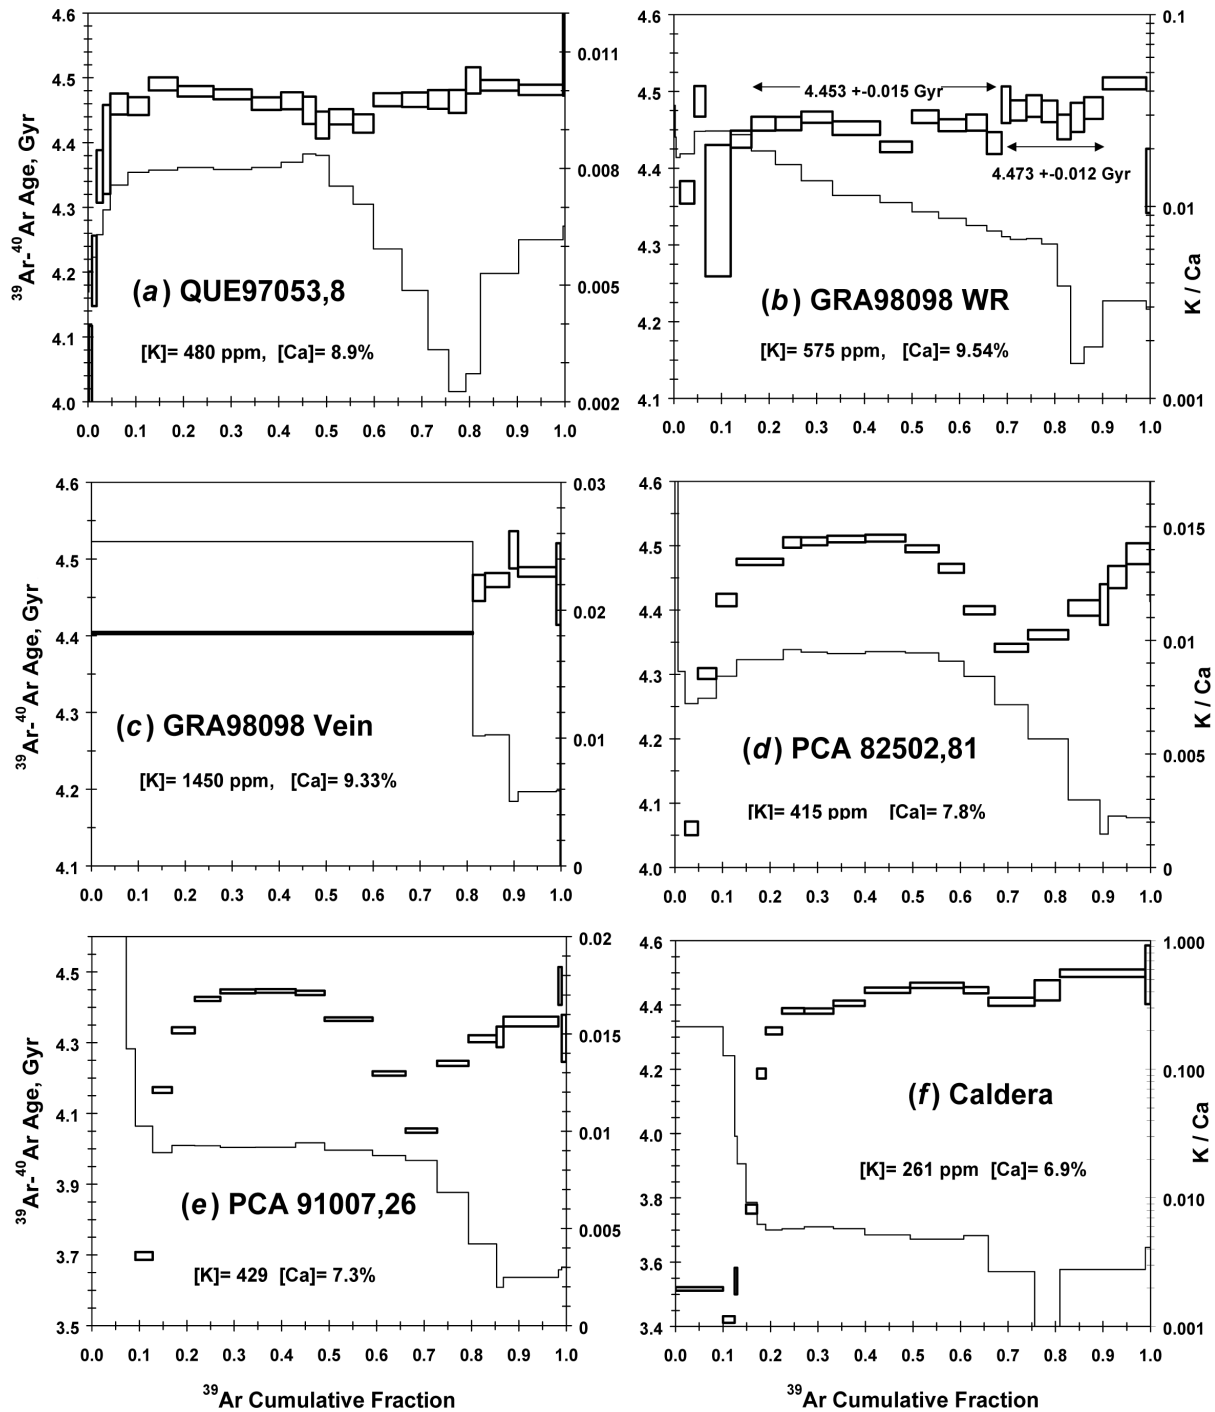 4.6
4.5
4.4
4.3
4.2
4.1
4.0
39Ar-40Ar Age, Gyr
0.011
0.008
0.005
0.002
(a) QUE97053,8
[K]= 480 ppm, [Ca]= 8.9%
0.0 0.1 0.2 0.3 0.4 0.5 0.6 0.7 0.8 0.9 1.0
4.6
4.5
4.4
4.3
4.2
4.1
0.1
0.01
0.001
K / Ca
4.453 +-0.015 Gyr
4.473 +-0.012 Gyr
(b) GRA98098 WR
[K]= 575 ppm, [Ca]= 9.54%
0.0 0.1 0.2 0.3 0.4 0.5 0.6 0.7 0.8 0.9 1.0
4.6
4.5
4.4
4.3
4.2
4.1
39Ar-40Ar Age, Gyr
0.03
0.02
0.01
0
(c) GRA98098 Vein
[K]= 1450 ppm, [Ca]= 9.33%
0.0 0.1 0.2 0.3 0.4 0.5 0.6 0.7 0.8 0.9 1.0
4.6
4.5
4.4
4.3
4.2
4.1
4.0
0.015
0.010
0.005
0
K / Ca
(d) PCA 82502,81
[K]= 415 ppm [Ca]= 7.8%
0.0 0.1 0.2 0.3 0.4 0.5 0.6 0.7 0.8 0.9 1.0
4.5
4.3
4.1
3.9
3.7
3.5
39Ar-40Ar Age, Gyr
0.02
0.015
0.01
0.005
0
(e) PCA 91007,26
[K]= 429 [Ca]= 7.3%
0.0 0.1 0.2 0.3 0.4 0.5 0.6 0.7 0.8 0.9 1.0
39Ar Cumulative Fraction
4.6
4.4
4.2
4.0
3.8
3.6
3.4
1.000
0.100
0.010
0.001
K / Ca
(f) Caldera
[K]= 261 ppm [Ca]= 6.9%
0.0 0.1 0.2 0.3 0.4 0.5 0.6 0.7 0.8 0.9 1.0
39Ar Cumulative Fraction